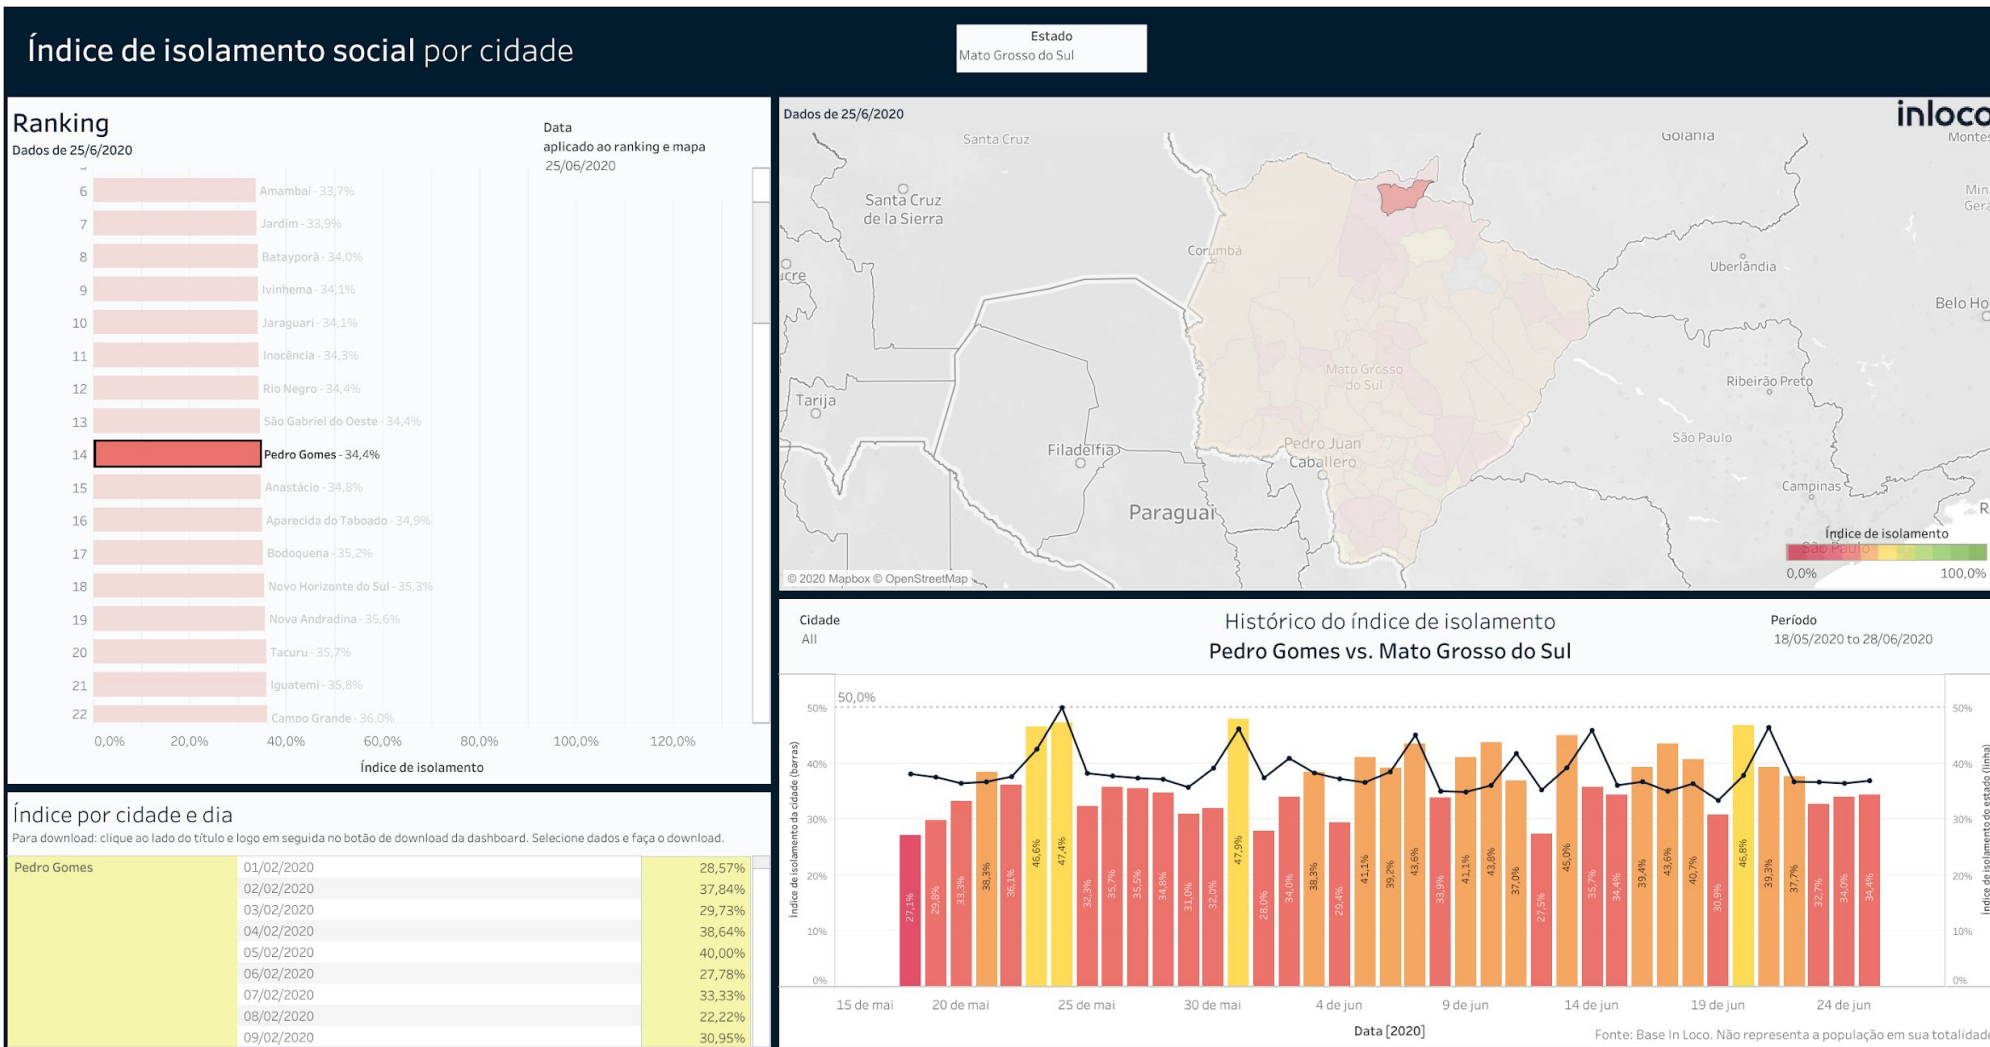 Índice de isolamento social por cidade
Estado
Mato Grosso do Sul
Ranking
Dados de 25/6/2020
Data
aplicado ao ranking e mapa
25/06/2020
6 Amambai - 33,7%
7 Jardim - 33,9%
8 Batayporã - 34,0%
9 Ivinhema - 34,1%
10 Jaraguari - 34,1%
11 Inocência - 34,3%
12 Rio Negro - 34,4%
13 São Gabriel do Oeste - 34,4%
14 Pedro Gomes - 34,4%
15 Anastácio - 34,8%
16 Aparecida do Taboado - 34,9%
17 Bodoquena - 35,2%
18 Novo Horizonte do Sul - 35,3%
19 Nova Andradina - 35,6%
20 Tacuru - 35,7%
21 Iguatemi - 35,8%
22 Campo Grande - 36,0%
0,0% 20,0% 40,0% 60,0% 80,0% 100,0% 120,0%
Índice de isolamento
Índice por cidade e dia
Para download: clique ao lado do título e logo em seguida no botão de download da dashboard. Selecione dados e faça o download.
Pedro Gomes 01/02/2020 28,57%
02/02/2020 37,84%
03/02/2020 29,73%
04/02/2020 38,64%
05/02/2020 40,00%
06/02/2020 27,78%
07/02/2020 33,33%
08/02/2020 22,22%
09/02/2020 30,95%
Dados de 25/6/2020
inloco
Santa Cruz
Goiânia
Montes
Santa Cruz
de la Sierra
Min
Gera
Corumbá
ucre
Uberlândia
Belo Ho
Mato Grosso
do Sul
Ribeirão Preto
Tarija
Filadélfia
Pedro Juan
Caballero
São Paulo
Campinas
Paraguai
R
Índice de isolamento
São Paulo
0,0% 100,0%
© 2020 Mapbox © OpenStreetMap
Cidade
All
Histórico do índice de isolamento
Pedro Gomes vs. Mato Grosso do Sul
Período
18/05/2020 to 28/06/2020
50,0%
50%
40%
30%
20%
10%
0%
Índice de isolamento da cidade (barras)
27,1% 29,8% 33,3% 38,3% 36,1% 46,6% 47,4% 32,3% 35,7% 35,5% 34,8% 31,0% 32,0% 47,9% 28,0% 34,0% 38,3% 29,4% 41,1% 39,2% 43,6% 33,9% 41,1% 43,8% 37,0% 27,5% 45,0% 35,7% 34,4% 39,4% 43,6% 40,7% 30,9% 46,8% 39,3% 37,7% 32,7% 34,0% 34,4%
50%
40%
30%
20%
10%
0%
Índice de isolamento do estado (linha)
15 de mai 20 de mai 25 de mai 30 de mai 4 de jun 9 de jun 14 de jun 19 de jun 24 de jun
Data [2020]
Fonte: Base In Loco. Não representa a população em sua totalidade